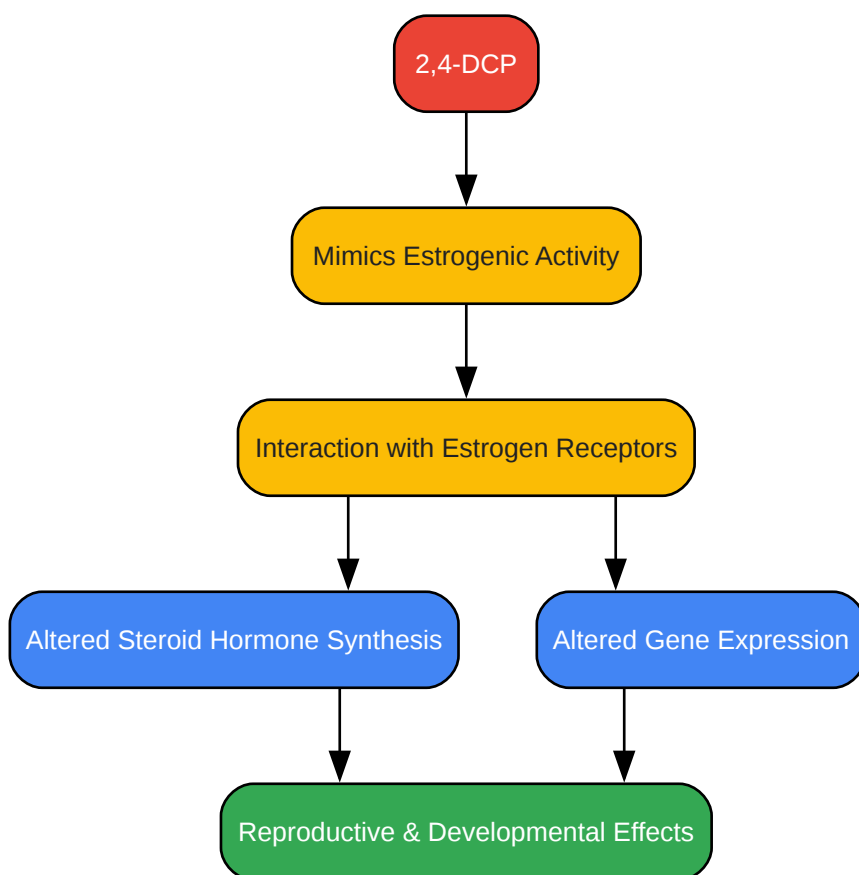 2,4-DCP
Mimics Estrogenic Activity
Interaction with Estrogen Receptors
Altered Steroid Hormone Synthesis
Altered Gene Expression
Reproductive & Developmental Effects